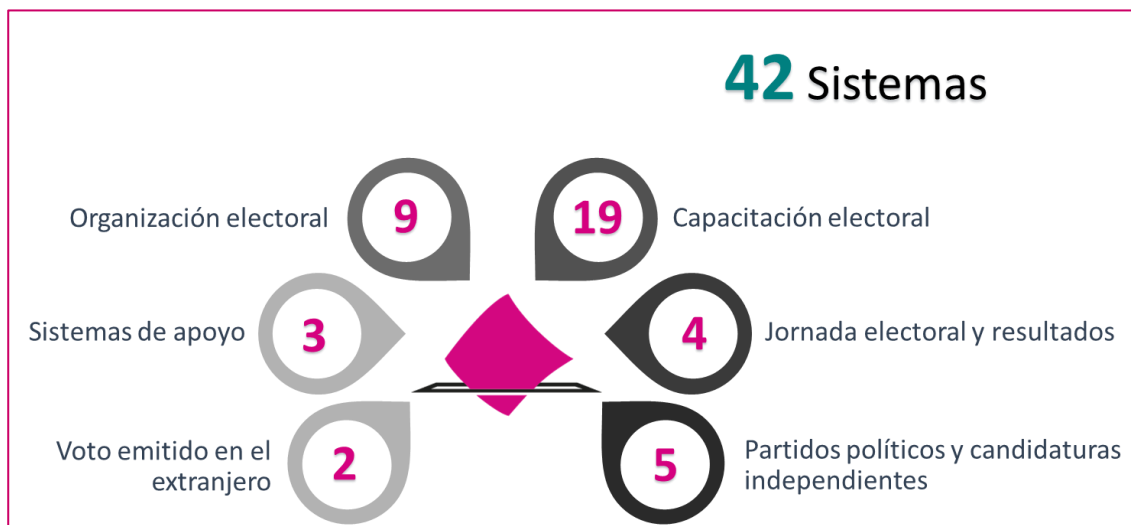 42 Sistemas
Organización electoral
9
19
Capacitación electoral
Sistemas de apoyo
3
4
Jornada electoral y resultados
Voto emitido en el
extranjero
2
5
Partidos políticos y candidaturas
independientes